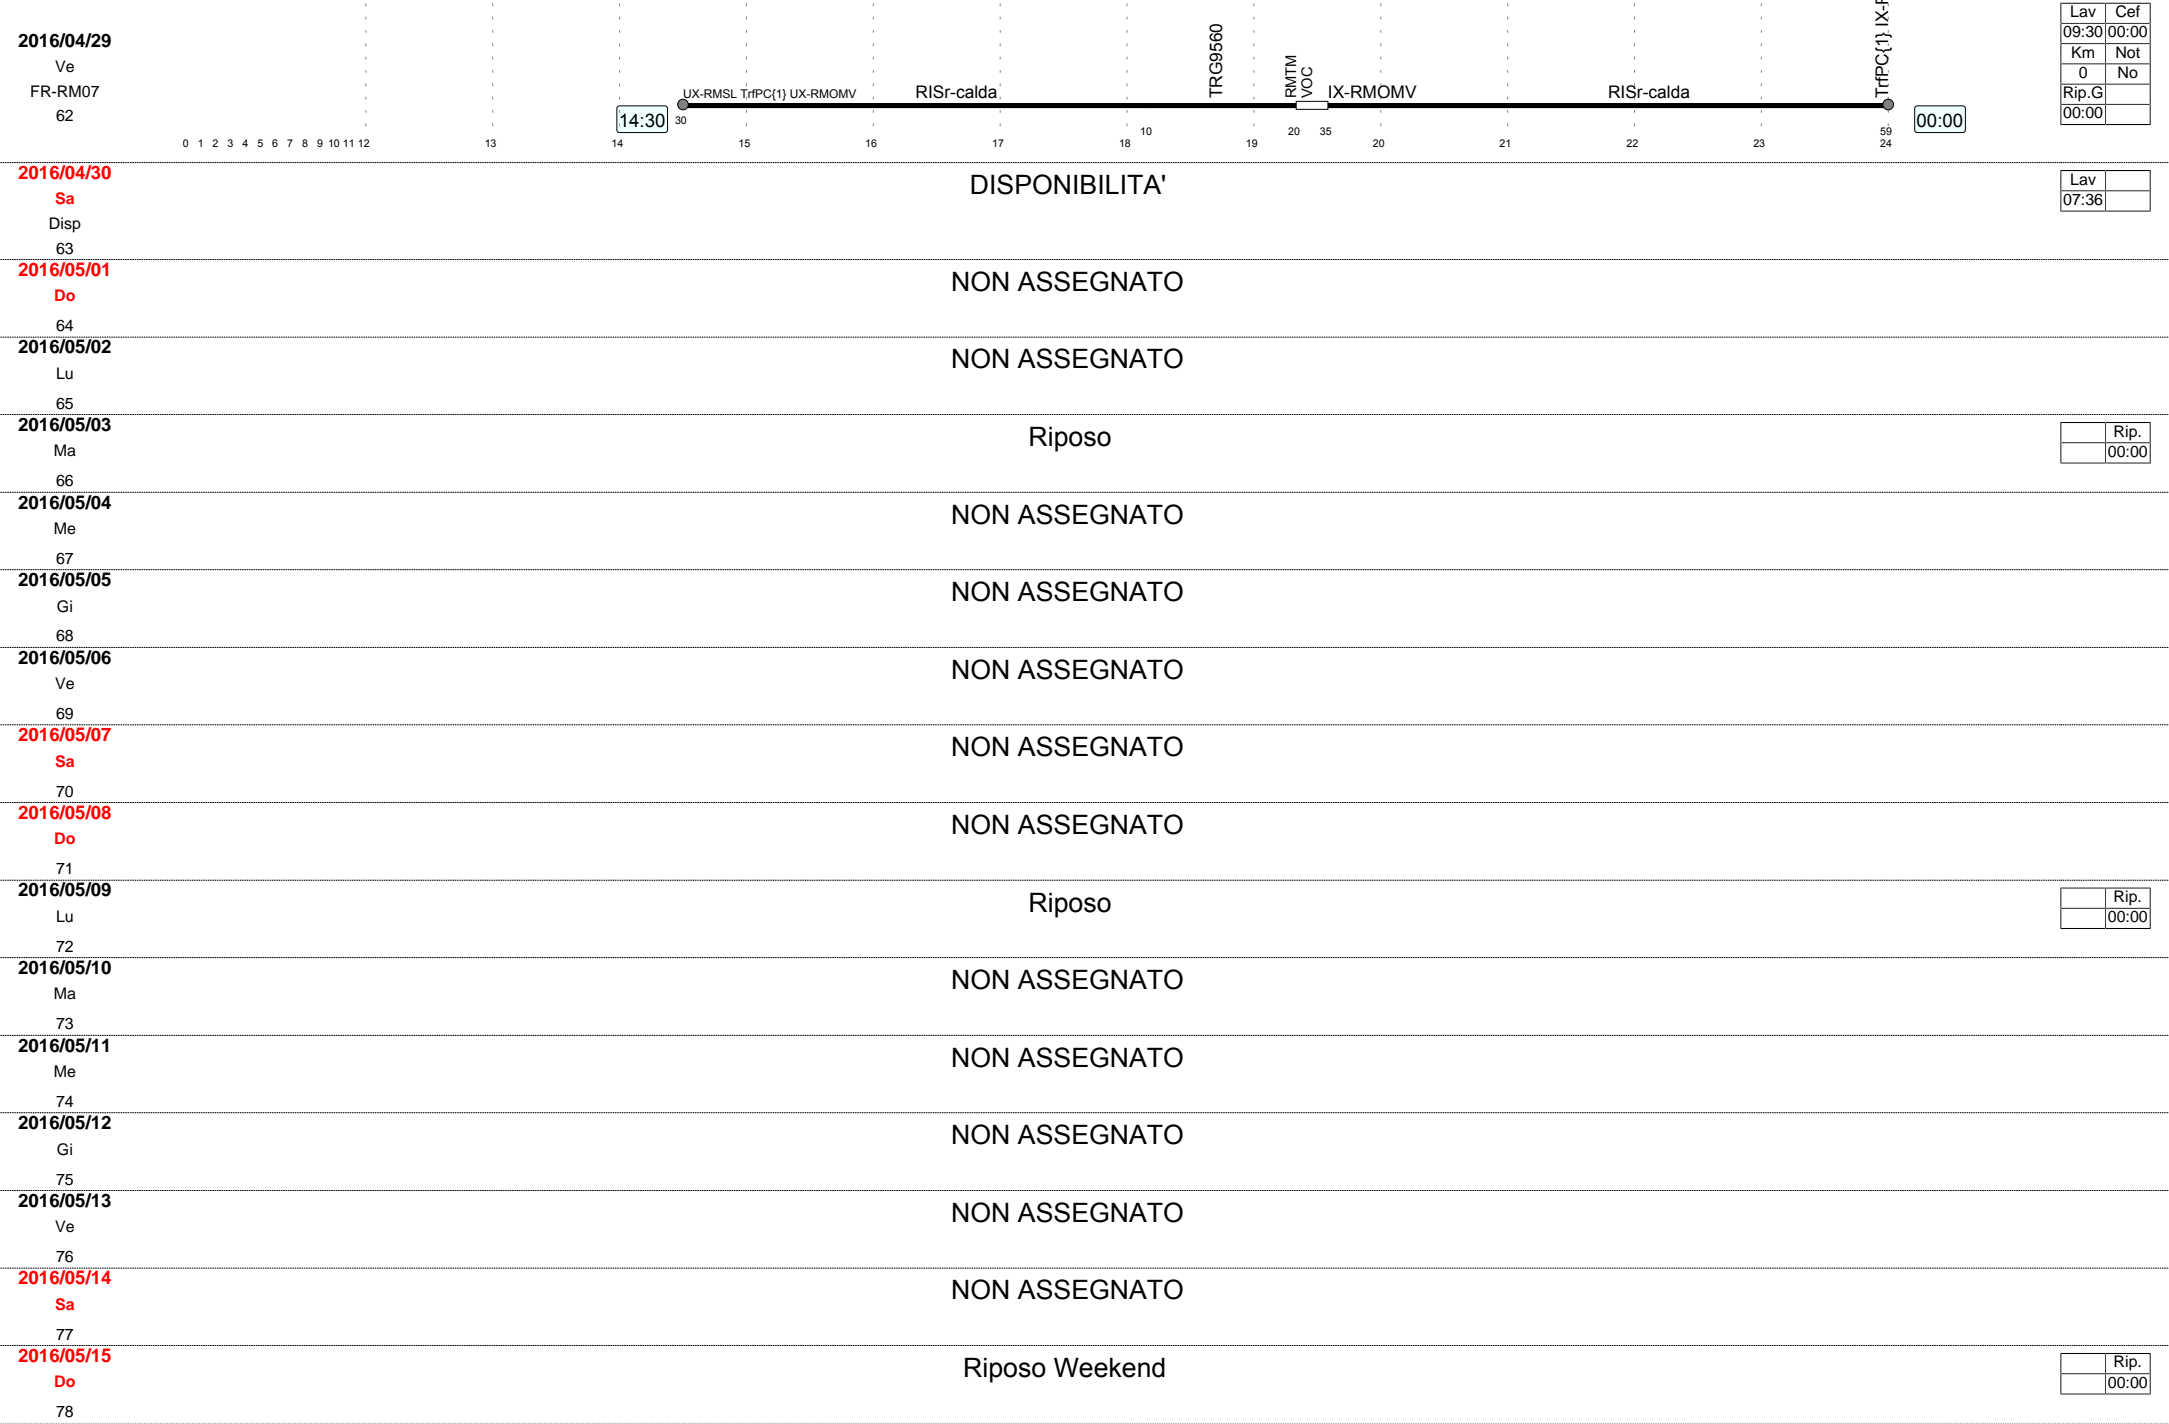 2016/04/29
Ve
FR-RM07
62
14:30
30
UX-RMSL TrfPC{1} UX-RMOMV
RISr-calda
10
TRG9560
RMTM
VOC
20 35
IX-RMOMV
RISr-calda
TrfPC{1}
59
00:00
0 1 2 3 4 5 6 7 8 9 10 11 12 13 14 15 16 17 18 19 20 21 22 23 24
Lav Cef
09:30 00:00
Km Not
0 No
Rip.G
00:00
2016/04/30
Sa
Disp
63
DISPONIBILITA'
Lav
07:36
2016/05/01
Do
64
NON ASSEGNATO
2016/05/02
Lu
65
NON ASSEGNATO
2016/05/03
Ma
66
Riposo
Rip.
00:00
2016/05/04
Me
67
NON ASSEGNATO
2016/05/05
Gi
68
NON ASSEGNATO
2016/05/06
Ve
69
NON ASSEGNATO
2016/05/07
Sa
70
NON ASSEGNATO
2016/05/08
Do
71
NON ASSEGNATO
2016/05/09
Lu
72
Riposo
Rip.
00:00
2016/05/10
Ma
73
NON ASSEGNATO
2016/05/11
Me
74
NON ASSEGNATO
2016/05/12
Gi
75
NON ASSEGNATO
2016/05/13
Ve
76
NON ASSEGNATO
2016/05/14
Sa
77
NON ASSEGNATO
2016/05/15
Do
78
Riposo Weekend
Rip.
00:00